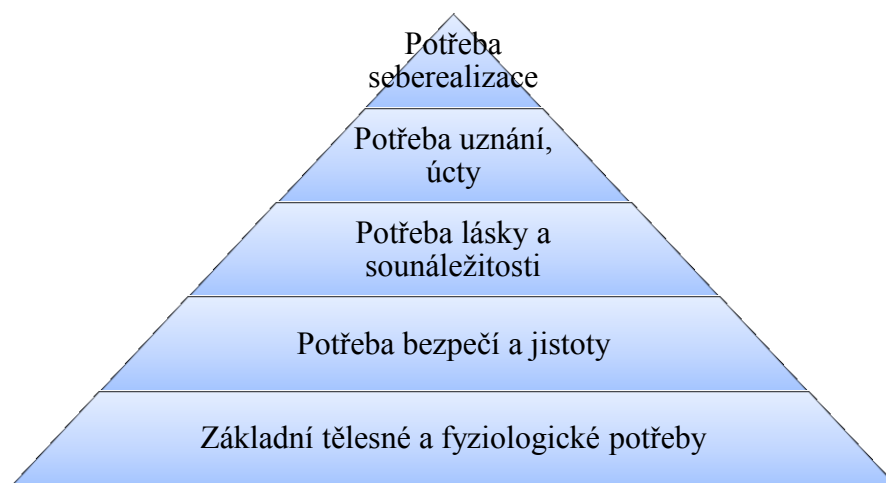 Potřeba
seberealizace
Potřeba uznání,
úcty
Potřeba lásky a
sounáležitosti
Potřeba bezpečí a jistoty
Základní tělesné a fyziologické potřeby